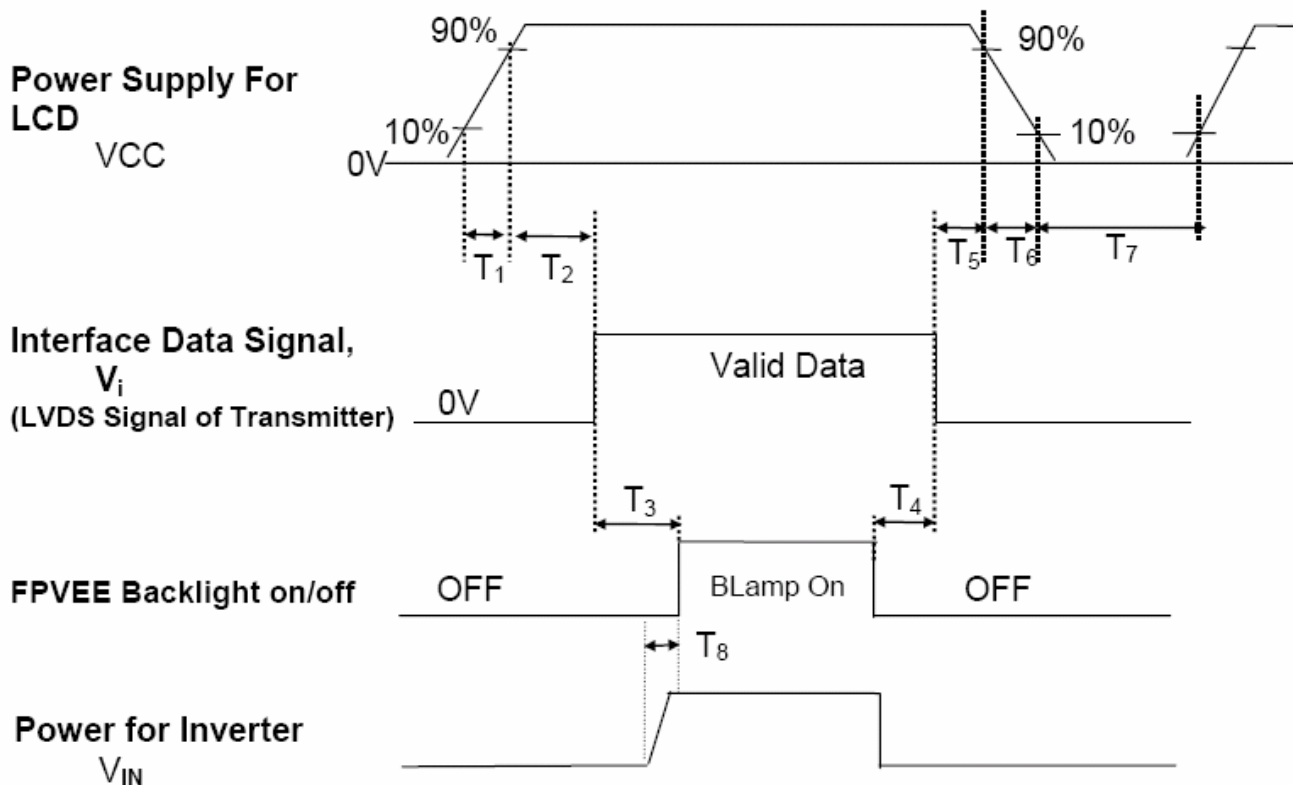 90%
90%
Power Supply For
LCD
10%
10%
VCC
0V
T₁
T₂
T₅
T₆
T₇
Interface Data Signal,
Vᵢ
Valid Data
0V
(LVDS Signal of Transmitter)
T₃
T₄
FPVEE Backlight on/off
OFF
BLamp On
OFF
T₈
Power for Inverter
VIN